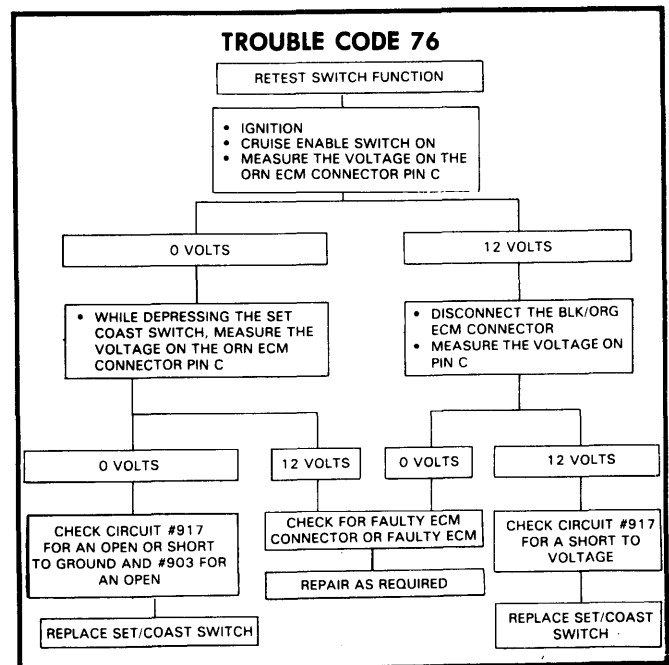 TROUBLE CODE 76
RETEST SWITCH FUNCTION
• IGNITION
• CRUISE ENABLE SWITCH ON
• MEASURE THE VOLTAGE ON THE
ORN ECM CONNECTOR PIN C
0 VOLTS
12 VOLTS
• WHILE DEPRESSING THE SET
COAST SWITCH, MEASURE THE
VOLTAGE ON THE ORN ECM
CONNECTOR PIN C
• DISCONNECT THE BLK/ORG
ECM CONNECTOR
• MEASURE THE VOLTAGE ON
PIN C
0 VOLTS
12 VOLTS
0 VOLTS
12 VOLTS
CHECK CIRCUIT #917
FOR AN OPEN OR SHORT
TO GROUND AND #903 FOR
AN OPEN
CHECK FOR FAULTY ECM
CONNECTOR OR FAULTY ECM
CHECK CIRCUIT #917
FOR A SHORT TO
VOLTAGE
REPAIR AS REQUIRED
REPLACE SET/COAST SWITCH
REPLACE SET/COAST
SWITCH